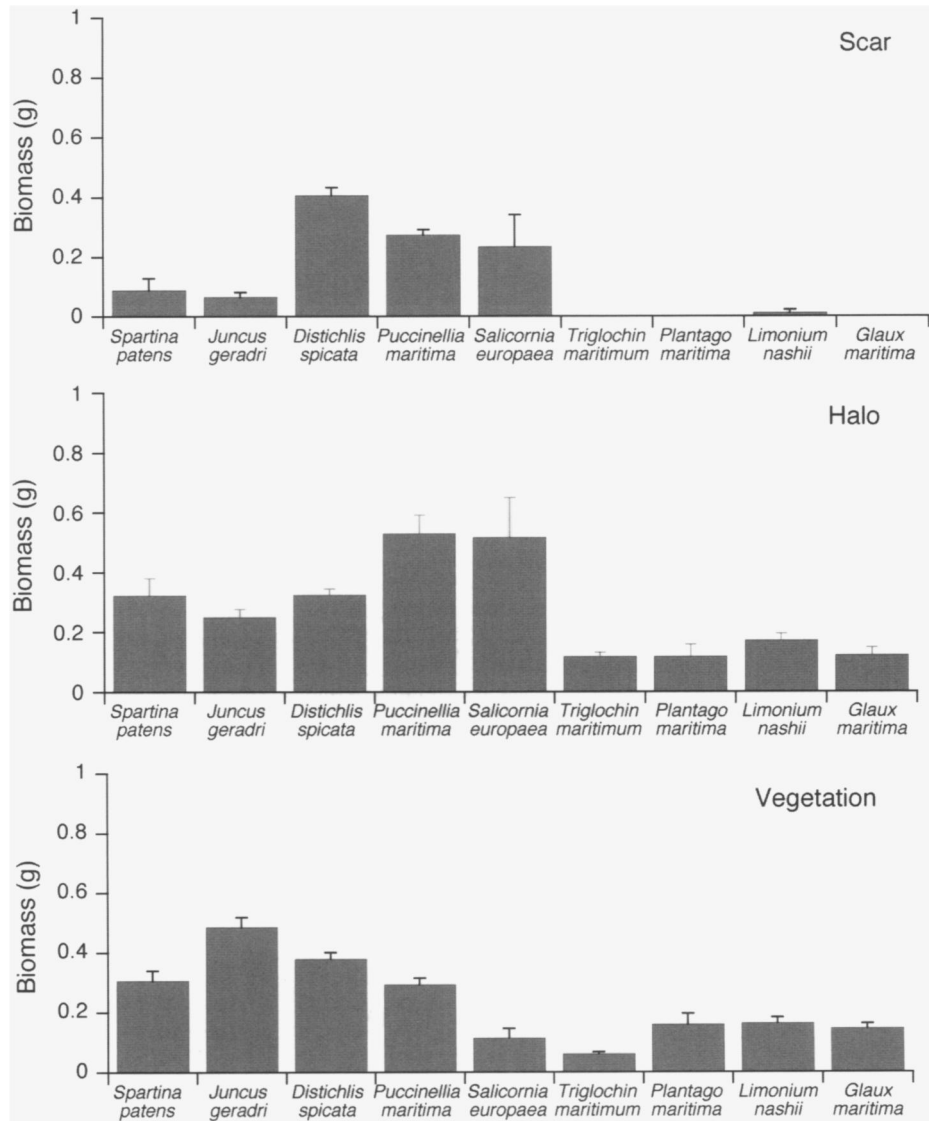 Scar
Biomass (g)
1
0.8
0.6
0.4
0.2
0
Spartina patens
Juncus geradri
Distichlis spicata
Puccinellia maritima
Salicornia europaea
Triglochin maritimum
Plantago maritima
Limonium nashii
Glaux maritima
Halo
Biomass (g)
1
0.8
0.6
0.4
0.2
0
Spartina patens
Juncus geradri
Distichlis spicata
Puccinellia maritima
Salicornia europaea
Triglochin maritimum
Plantago maritima
Limonium nashii
Glaux maritima
Vegetation
Biomass (g)
1
0.8
0.6
0.4
0.2
0
Spartina patens
Juncus geradri
Distichlis spicata
Puccinellia maritima
Salicornia europaea
Triglochin maritimum
Plantago maritima
Limonium nashii
Glaux maritima